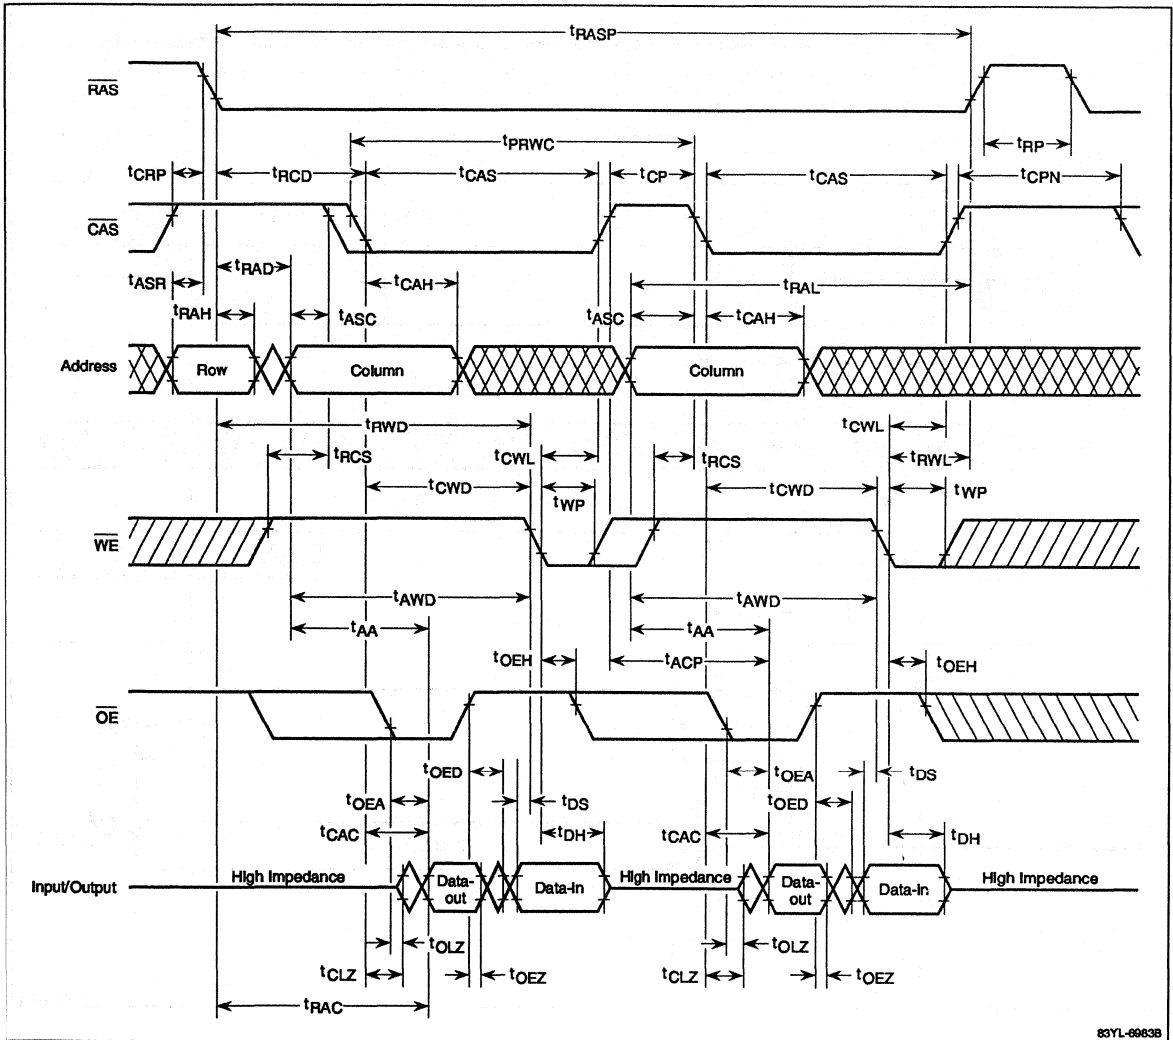 tRASP
RAS
tPRWC
tRP
tCRP
tRCD
tCAS
tCP
tCAS
tCPN
CAS
tRAD
tASR
tCAH
tRAL
tRAH
tASC
tASC
tCAH
Address
Row
Column
Column
tRWD
tCWL
tRCS
tCWL
tRCS
tRWL
tCWD
tWP
tCWD
tWP
WE
tAWD
tAWD
tAA
tAA
tOEH
tACP
tOEH
OE
tOED
tOEA
tDS
tOEA
tDS
tOED
tCAC
tDH
tCAC
tDH
Input/Output
High Impedance
Data-
out
Data-In
High Impedance
Data-
out
Data-In
High Impedance
tOLZ
tOLZ
tCLZ
tOEZ
tCLZ
tOEZ
tRAC
83YL-6983B